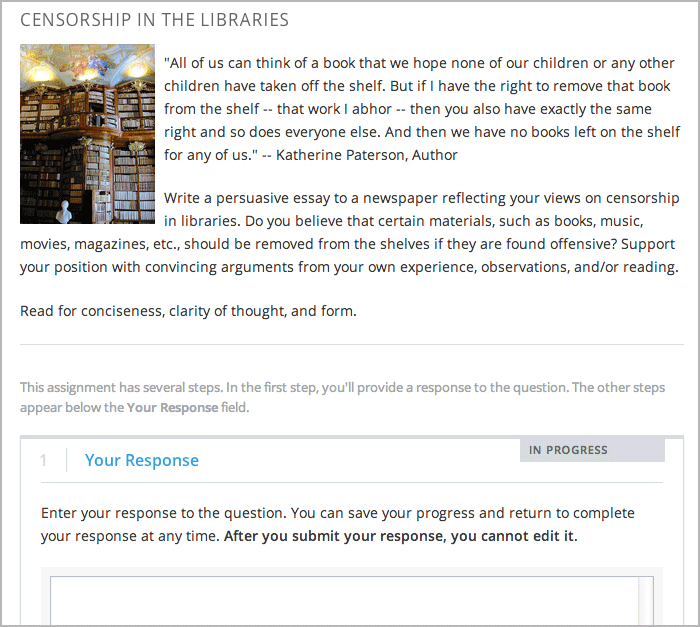 CENSORSHIP IN THE LIBRARIES
"All of us can think of a book that we hope none of our children or any other
children have taken off the shelf. But if I have the right to remove that book
from the shelf -- that work I abhor -- then you also have exactly the same
right and so does everyone else. And then we have no books left on the shelf
for any of us." -- Katherine Paterson, Author
Write a persuasive essay to a newspaper reflecting your views on censorship
in libraries. Do you believe that certain materials, such as books, music,
movies, magazines, etc., should be removed from the shelves if they are found offensive? Support
your position with convincing arguments from your own experience, observations, and/or reading.
Read for conciseness, clarity of thought, and form.
This assignment has several steps. In the first step, you'll provide a response to the question. The other steps
appear below the Your Response field.
1 Your Response
IN PROGRESS
Enter your response to the question. You can save your progress and return to complete
your response at any time. After you submit your response, you cannot edit it.